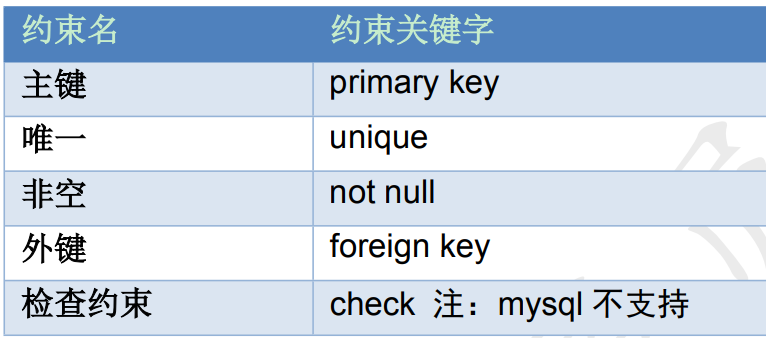 约束名 约束关键字
主键 primary key
唯一 unique
非空 not null
外键 foreign key
检查约束 check 注：mysql 不支持